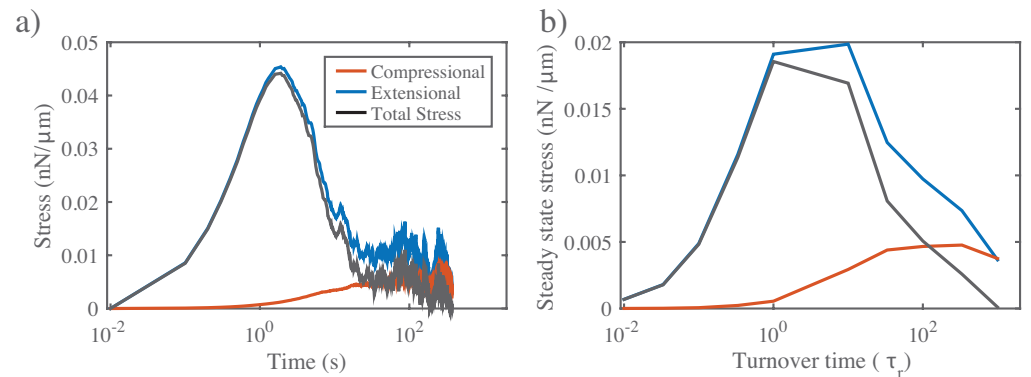 a)
Stress (nN/μm)
0.05
0.04
0.03
0.02
0.01
0
10⁻²
10⁰
10²
Time (s)
Compressional
Extensional
Total Stress
b)
Steady state stress (nN /μm)
0.02
0.015
0.01
0.005
0
10⁻²
10⁰
10²
Turnover time ( τᵣ)